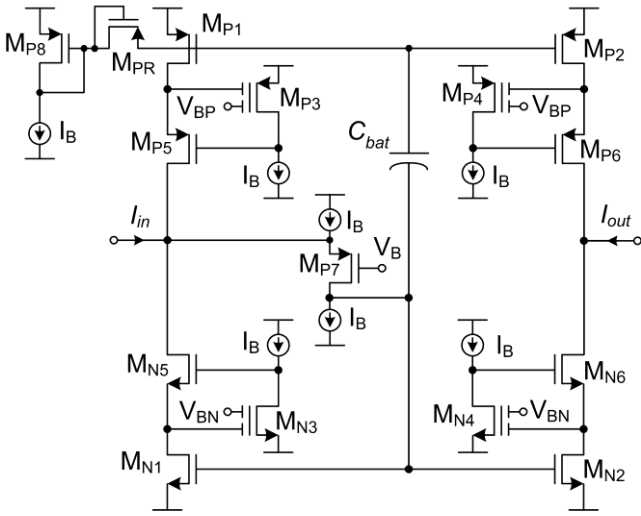 M_P8
M_PR
M_P1
M_P2
I_B
V_BP
M_P3
M_P4
V_BP
M_P5
I_B
C_bat
I_B
M_P6
I_in
I_B
V_B
M_P7
I_out
I_B
I_B
I_B
M_N5
M_N6
V_BN
M_N3
M_N4
V_BN
M_N1
M_N2